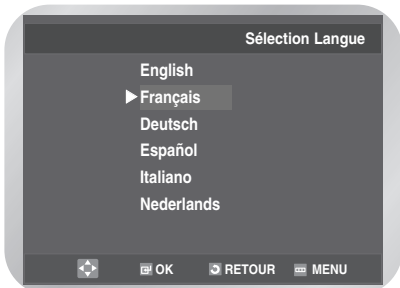 Sélection Langue
English
Français
Deutsch
Español
Italiano
Nederlands
OK RETOUR MENU